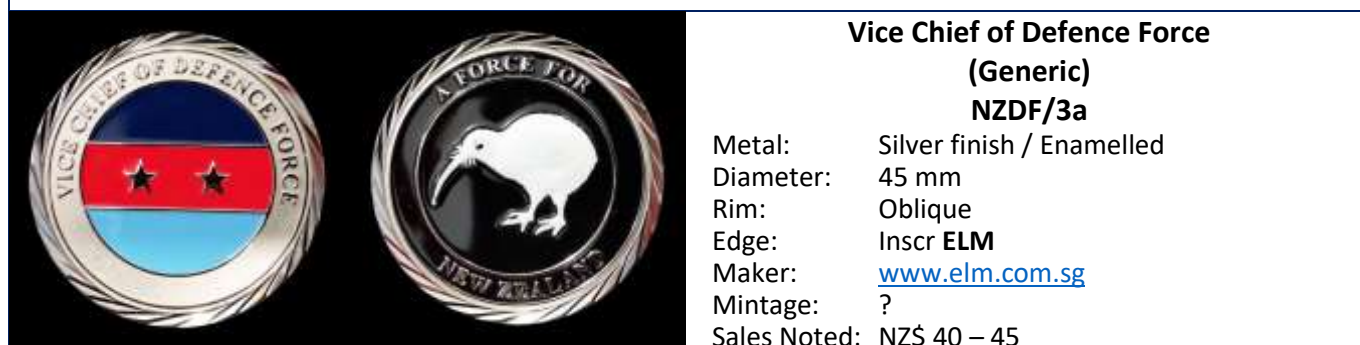 VICE CHIEF OF DEFENCE FORCE
A FORCE FOR
NEW ZEALAND
Vice Chief of Defence Force
(Generic)
NZDF/3a
Metal: Silver finish / Enamelled
Diameter: 45 mm
Rim: Oblique
Edge: Inscr ELM
Maker: www.elm.com.sg
Mintage: ?
Sales Noted: NZ$ 40 – 45